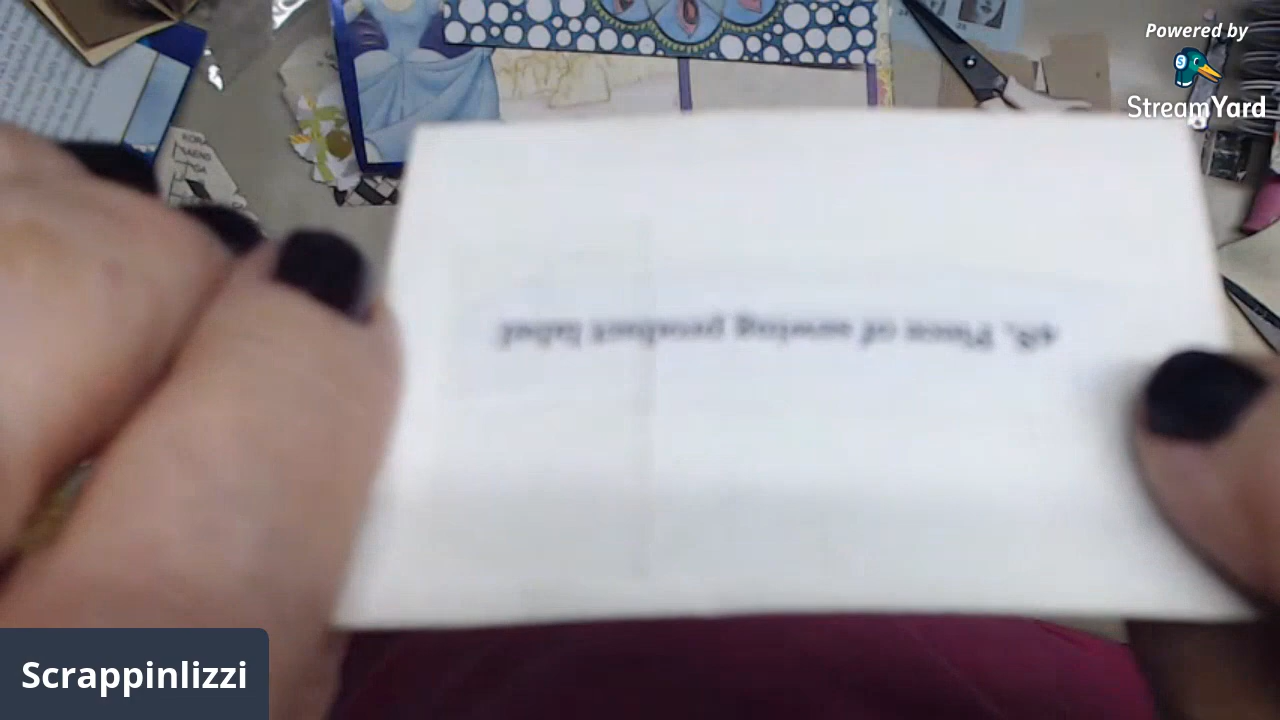 Powered by
StreamYard
48. Piece of sewing product label
Scrappinlizzi